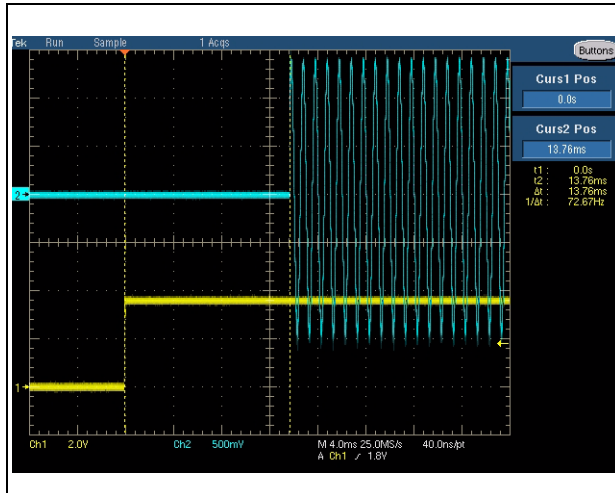 Tek Run Sample 1 Acqs
Buttons
Curs1 Pos
0.0s
Curs2 Pos
13.76ms
t1 : 0.0s
t2 : 13.76ms
Δt : 13.76ms
1/Δt : 72.67Hz
2
1
Ch1 2.0V Ch2 500mV M 4.0ms 25.0MS/s 40.0ns/pt
A Ch1 ⁄ 1.8V